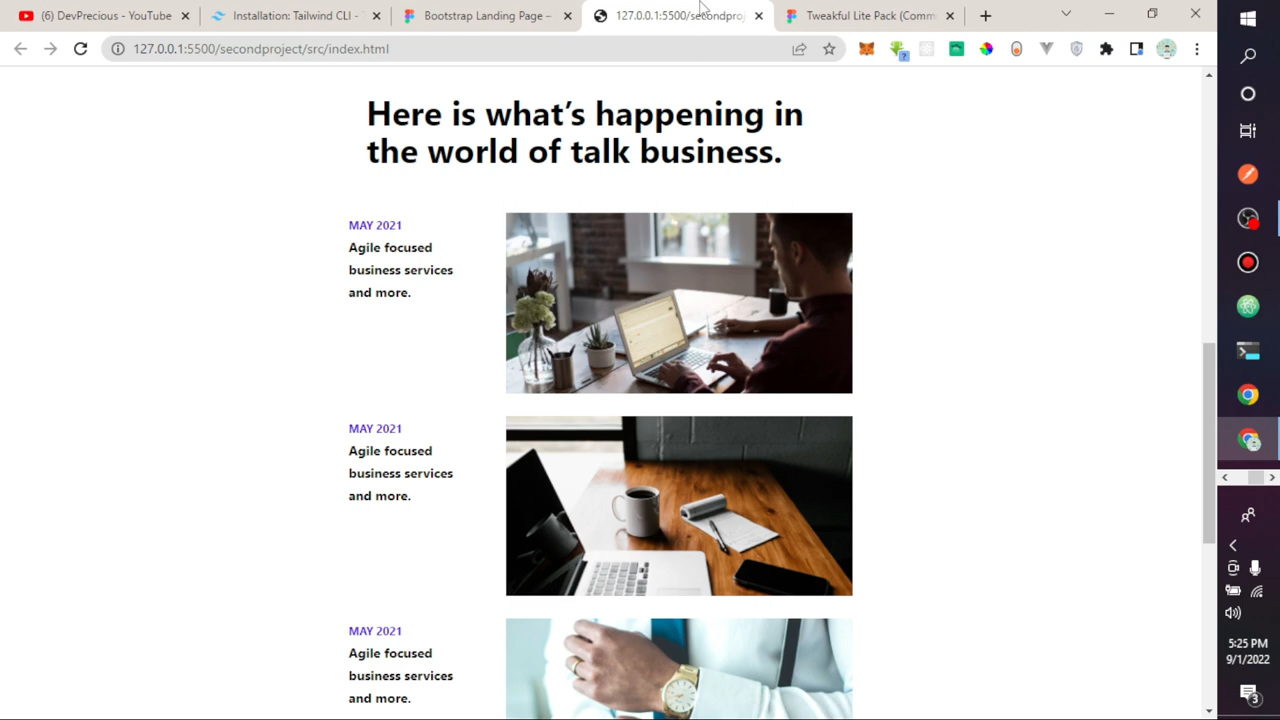 (6) DevPrecious - YouTube
Installation: Tailwind CLI -
Bootstrap Landing Page –
127.0.0.1:5500/secondproj
Tweakful Lite Pack (Comm
127.0.0.1:5500/secondproject/src/index.html
Here is what’s happening in
the world of talk business.
MAY 2021
Agile focused
business services
and more.
MAY 2021
Agile focused
business services
and more.
MAY 2021
Agile focused
business services
and more.
5:25 PM
9/1/2022
3